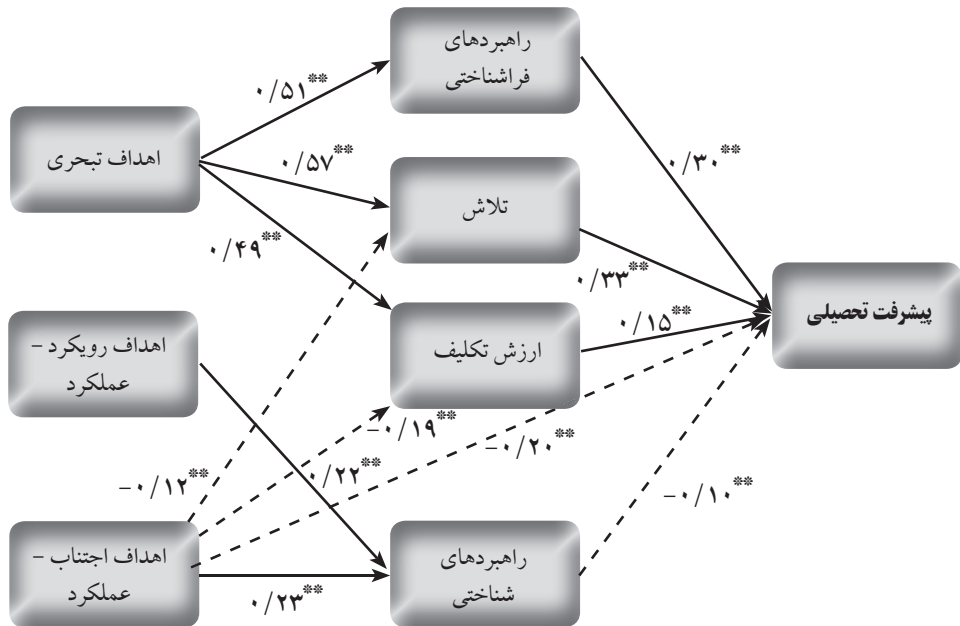 راهبردهای
فراشناختی
۰/۵۱**
اهداف تبحری
۰/۵۷**
۰/۳۰**
تلاش
۰/۴۹**
۰/۳۳**
پیشرفت تحصیلی
۰/۱۵**
اهداف رویکرد –
عملکرد
ارزش تکلیف
–۰/۱۹**
–۰/۲۰**
–۰/۱۲**
۰/۲۲**
–۰/۱۰**
اهداف اجتناب –
عملکرد
راهبردهای
شناختی
۰/۲۳**